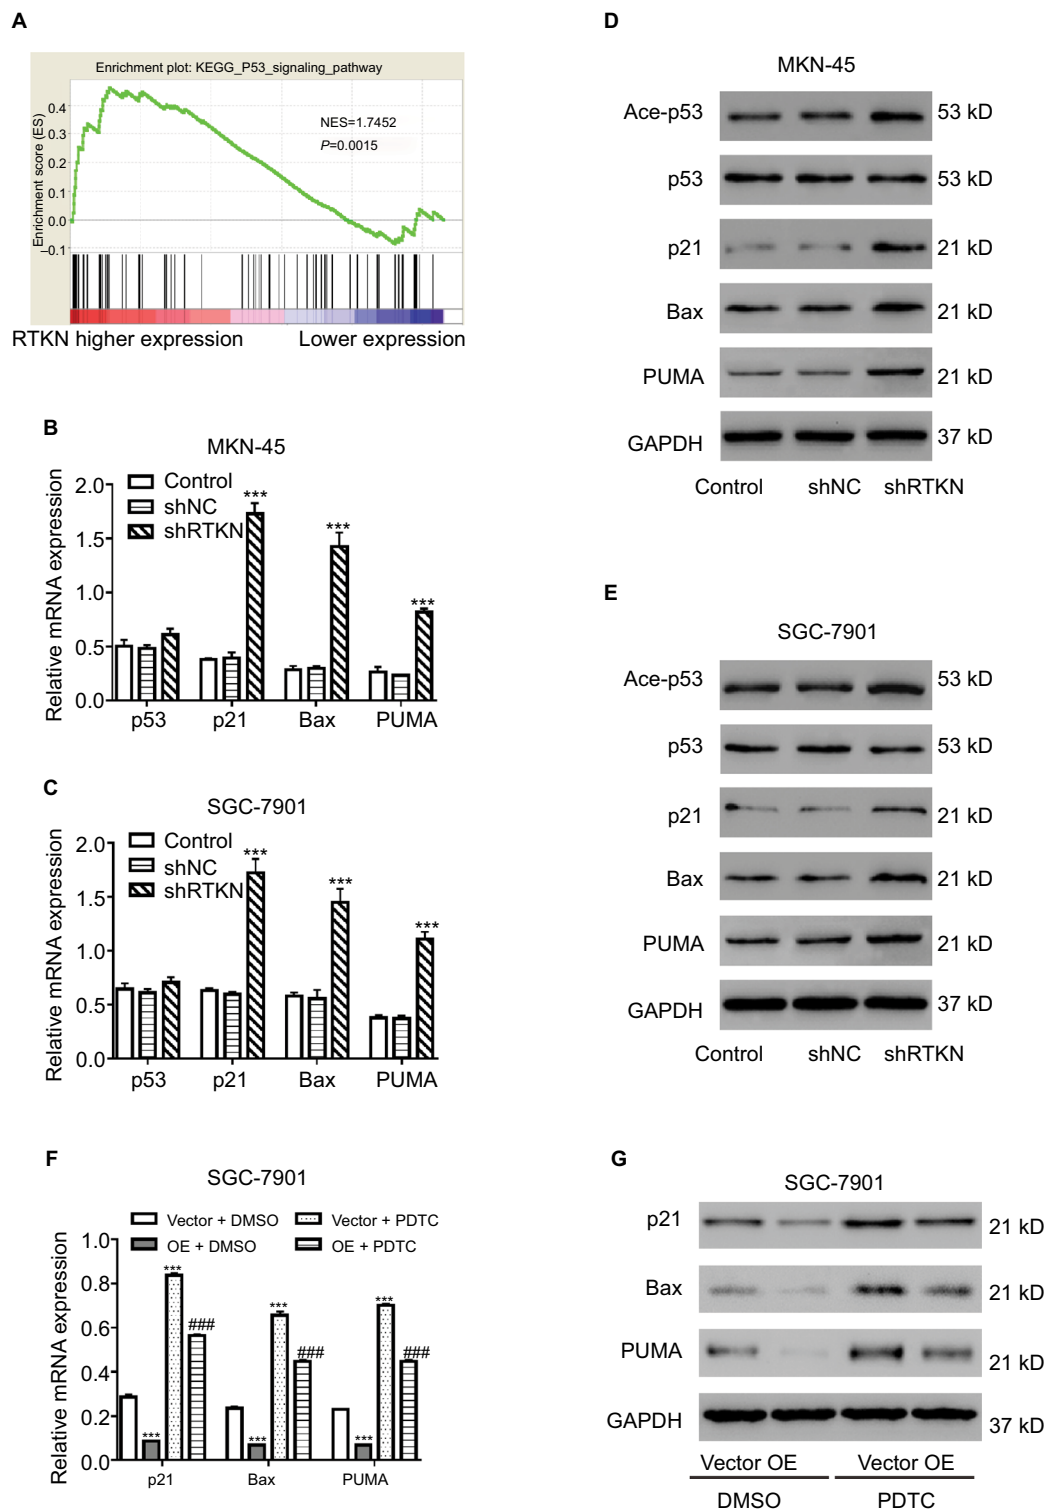 A
Enrichment plot: KEGG_P53_signaling_pathway
Enrichment score (ES)
0.4
0.3
0.2
0.1
0.0
–0.1
NES=1.7452
P=0.0015
RTKN higher expression
Lower expression
B
MKN-45
Relative mRNA expression
2.0
1.5
1.0
0.5
0.0
Control
shNC
shRTKN
***
***
***
p53
p21
Bax
PUMA
C
SGC-7901
Relative mRNA expression
2.0
1.5
1.0
0.5
0.0
Control
shNC
shRTKN
***
***
***
p53
p21
Bax
PUMA
D
MKN-45
Ace-p53 53 kD
p53 53 kD
p21 21 kD
Bax 21 kD
PUMA 21 kD
GAPDH 37 kD
Control shNC shRTKN
E
SGC-7901
Ace-p53 53 kD
p53 53 kD
p21 21 kD
Bax 21 kD
PUMA 21 kD
GAPDH 37 kD
Control shNC shRTKN
F
SGC-7901
Vector + DMSO Vector + PDTC
OE + DMSO OE + PDTC
Relative mRNA expression
1.0
0.8
0.6
0.4
0.2
0.0
*** *** ###
*** *** ###
*** *** ###
p21
Bax
PUMA
G
SGC-7901
p21 21 kD
Bax 21 kD
PUMA 21 kD
GAPDH 37 kD
Vector OE Vector OE
DMSO PDTC